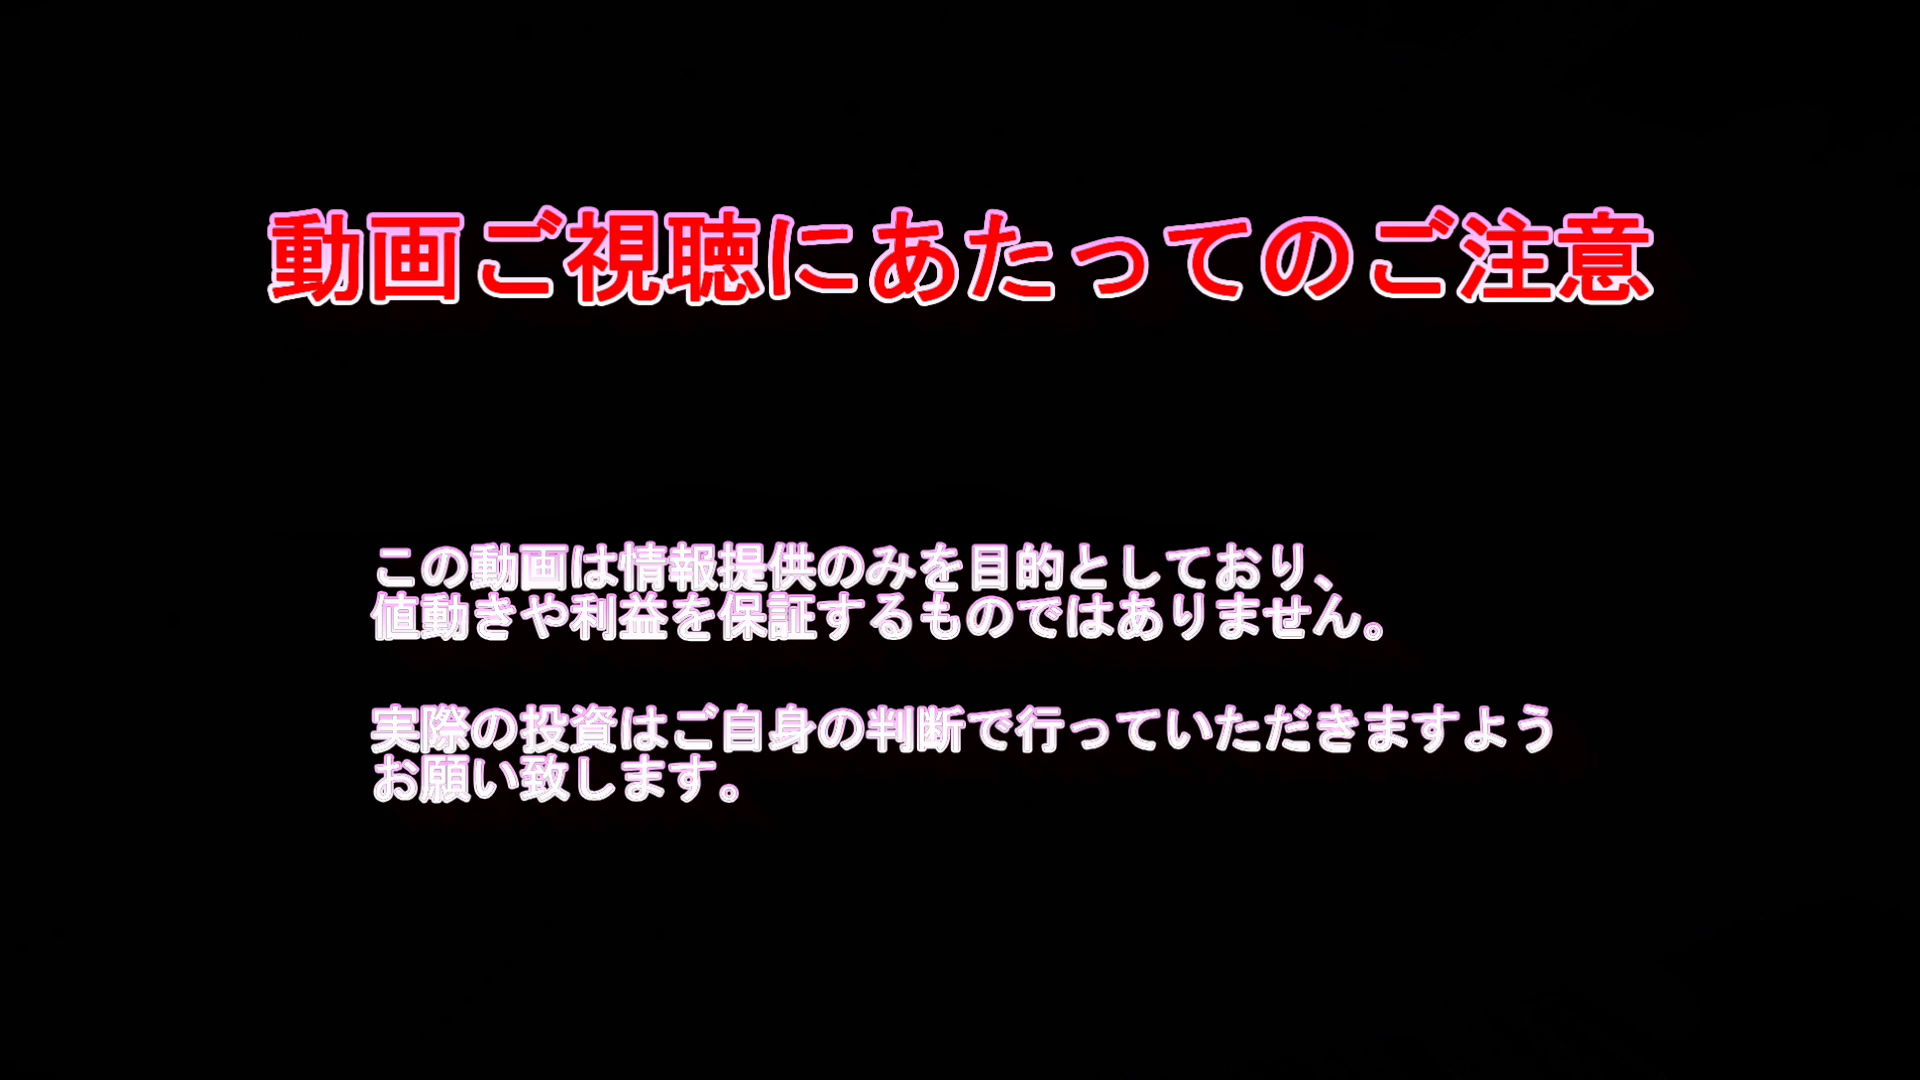 動画ご視聴にあたってのご注意
この動画は情報提供のみを目的としており、
値動きや利益を保証するものではありません。
実際の投資はご自身の判断で行っていただきますよう
お願い致します。